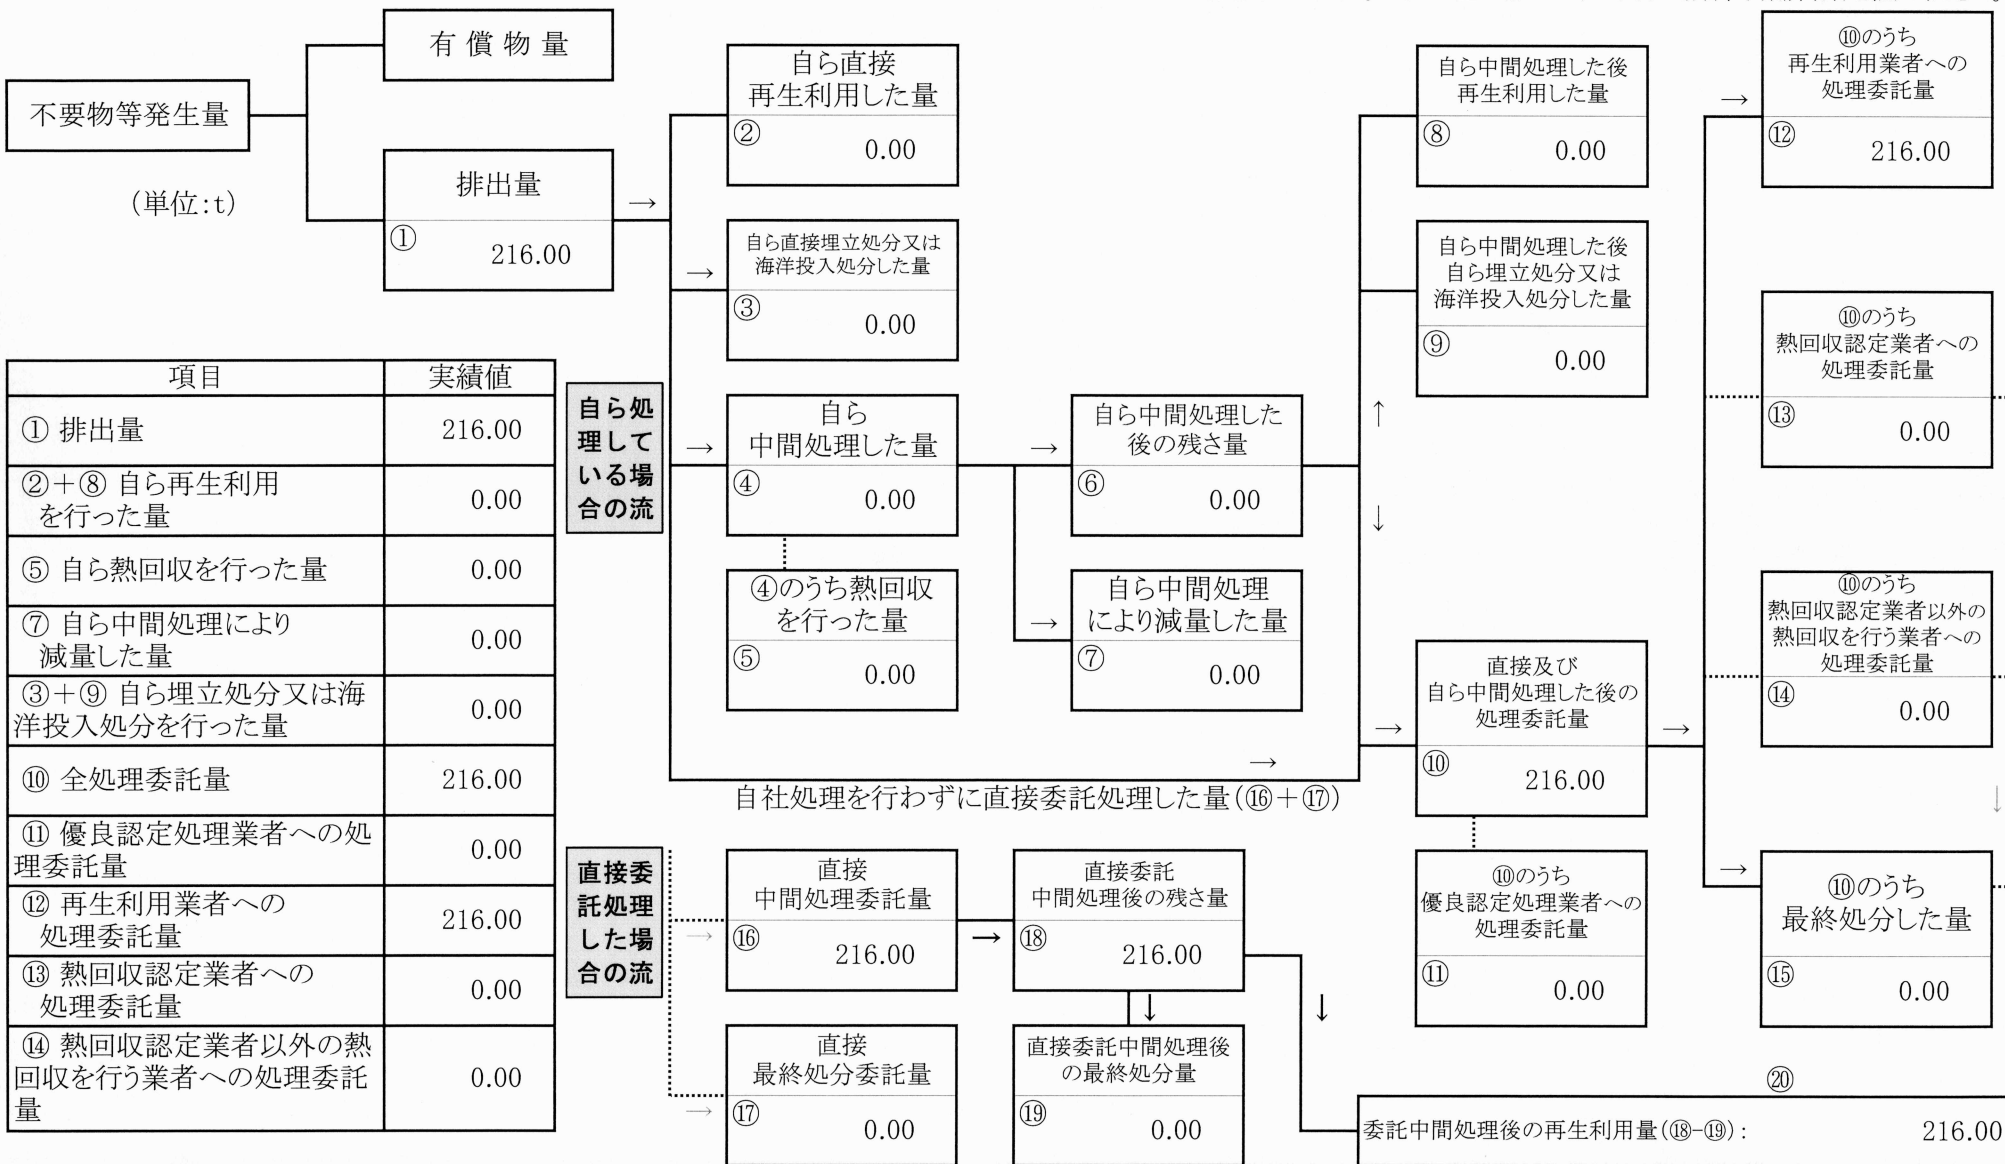 有償物量
不要物等発生量
(単位:t)
排出量
①
216.00
→
自ら直接
再生利用した量
②
0.00
→
自ら直接埋立処分又は
海洋投入処分した量
③
0.00
自ら処
理して
いる場
合の流
→
自ら
中間処理した量
④
0.00
④のうち熱回収
を行った量
⑤
0.00
→
自ら中間処理した
後の残さ量
⑥
0.00
→
自ら中間処理
により減量した量
⑦
0.00
↑
↓
自ら中間処理した後
再生利用した量
⑧
0.00
自ら中間処理した後
自ら埋立処分又は
海洋投入処分した量
⑨
0.00
→
自社処理を行わずに直接委託処理した量(⑯+⑰)
→
直接及び
自ら中間処理した後の
処理委託量
⑩
216.00
→
⑩のうち
優良認定処理業者への
処理委託量
⑪
0.00
→
⑩のうち
再生利用業者への
処理委託量
⑫
216.00
⑩のうち
熱回収認定業者への
処理委託量
⑬
0.00
⑩のうち
熱回収認定業者以外の
熱回収を行う業者への
処理委託量
⑭
0.00
↓
→
⑩のうち
最終処分した量
⑮
0.00
項目 実績値
① 排出量 216.00
②+⑧ 自ら再生利用
を行った量 0.00
⑤ 自ら熱回収を行った量 0.00
⑦ 自ら中間処理により
減量した量 0.00
③+⑨ 自ら埋立処分又は海
洋投入処分を行った量 0.00
⑩ 全処理委託量 216.00
⑪ 優良認定処理業者への処
理委託量 0.00
⑫ 再生利用業者への
処理委託量 216.00
⑬ 熱回収認定業者への
処理委託量 0.00
⑭ 熱回収認定業者以外の熱
回収を行う業者への処理委託
量 0.00
直接委
託処理
した場
合の流
→
直接
中間処理委託量
⑯
216.00
→
直接委託
中間処理後の残さ量
⑱
216.00
↓
↓
→
直接
最終処分委託量
⑰
0.00
直接委託中間処理後
の最終処分量
⑲
0.00
⑳
委託中間処理後の再生利用量(⑱-⑲): 216.00